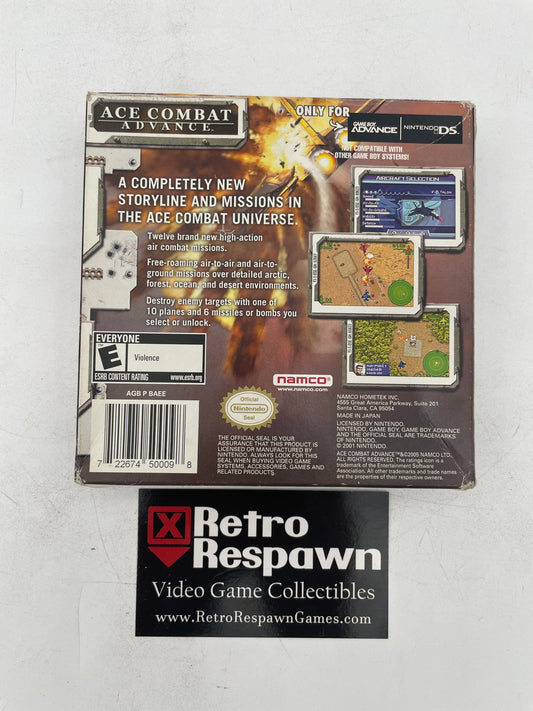 ACE COMBAT
ADVANCE™
ONLY FOR
GAME BOY
ADVANCE
NINTENDO DS™
NOT COMPATIBLE WITH
OTHER GAME BOY SYSTEMS!
A COMPLETELY NEW
STORYLINE AND MISSIONS IN
THE ACE COMBAT UNIVERSE.
Twelve brand new high-action
air combat missions.
Free-roaming air-to-air and air-to-
ground missions over detailed arctic,
forest, ocean, and desert environments.
Destroy enemy targets with one of
10 planes and 6 missiles or bombs you
select or unlock.
AIRCRAFT SELECTION
EVERYONE
E
Violence
ESRB CONTENT RATING www.esrb.org
AGB P BAEE
7 22674 50009 8
namco®
www.namco.com
Official
Nintendo
Seal
THE OFFICIAL SEAL IS YOUR
ASSURANCE THAT THIS PRODUCT IS
LICENSED OR MANUFACTURED BY
NINTENDO. ALWAYS LOOK FOR THIS
SEAL WHEN BUYING VIDEO GAME
SYSTEMS, ACCESSORIES, GAMES AND
RELATED PRODUCTS.
NAMCO HOMETEK INC.
4555 Great America Parkway, Suite 201
Santa Clara, CA 95054
MADE IN JAPAN
LICENSED BY NINTENDO.
NINTENDO, GAME BOY, GAME BOY ADVANCE
AND THE OFFICIAL SEAL ARE TRADEMARKS
OF NINTENDO.
© 2001 NINTENDO.
ACE COMBAT ADVANCE™&©2005 NAMCO LTD.,
ALL RIGHTS RESERVED. The ratings icon is a
trademark of the Entertainment Software
Association. All other trademarks and trade names
are the properties of their respective owners.
Retro
Respawn
Video Game Collectibles
www.RetroRespawnGames.com